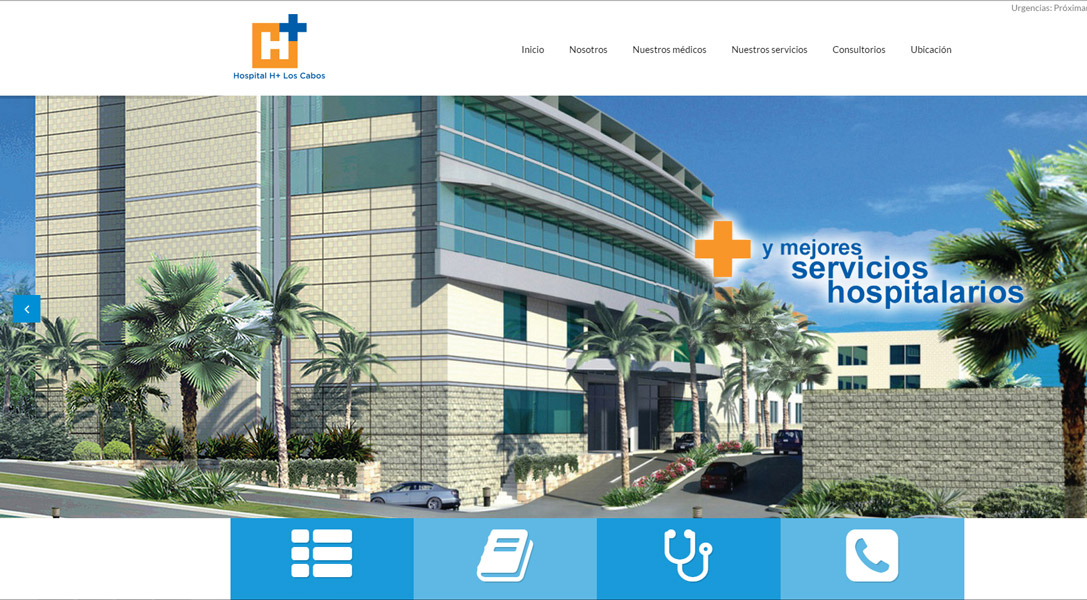 Urgencias: Próxima
H
Hospital H+ Los Cabos
Inicio
Nosotros
Nuestros médicos
Nuestros servicios
Consultorios
Ubicación
y mejores
servicios
hospitalarios